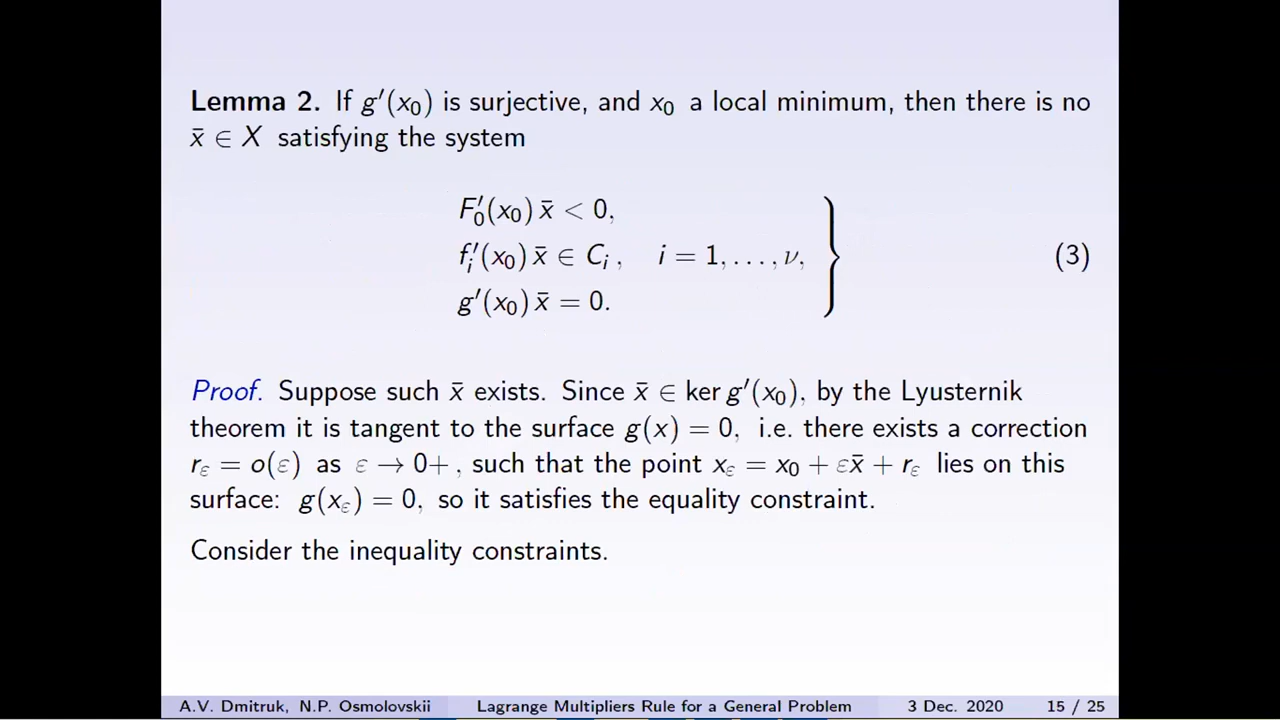 Lemma 2. If g′(x₀) is surjective, and x₀ a local minimum, then there is no
x̄ ∈ X satisfying the system
F₀′(x₀) x̄ < 0,
fᵢ′(x₀) x̄ ∈ Cᵢ, i = 1, . . . , ν, (3)
g′(x₀) x̄ = 0.
Proof. Suppose such x̄ exists. Since x̄ ∈ ker g′(x₀), by the Lyusternik
theorem it is tangent to the surface g(x) = 0, i.e. there exists a correction
r_ε = o(ε) as ε → 0+, such that the point x_ε = x₀ + εx̄ + r_ε lies on this
surface: g(x_ε) = 0, so it satisfies the equality constraint.
Consider the inequality constraints.
A.V. Dmitruk, N.P. Osmolovskii Lagrange Multipliers Rule for a General Problem 3 Dec. 2020 15 / 25